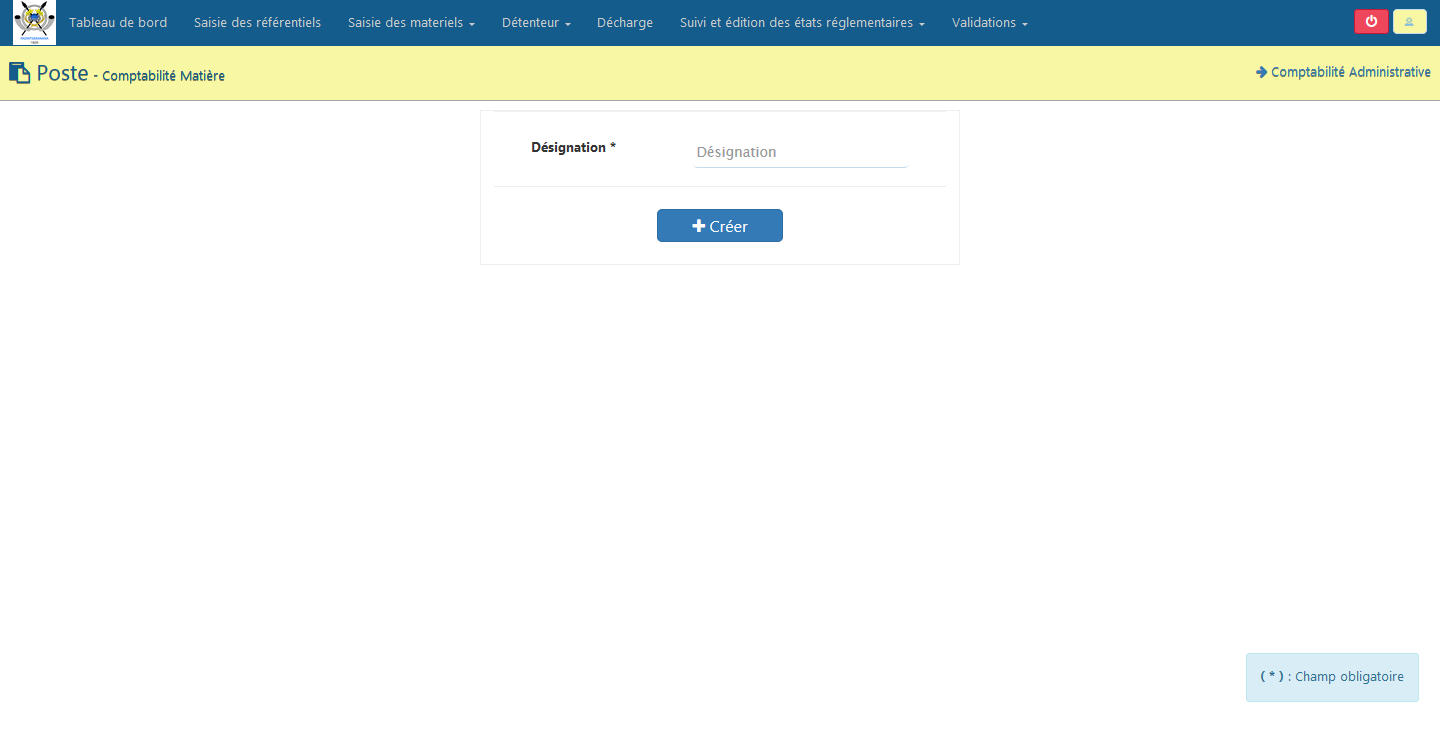 Tableau de bord Saisie des référentiels Saisie des materiels Détenteur Décharge Suivi et édition des états réglementaires Validations
Poste - Comptabilité Matière
Comptabilité Administrative
Désignation *
Désignation
Créer
( * ) : Champ obligatoire